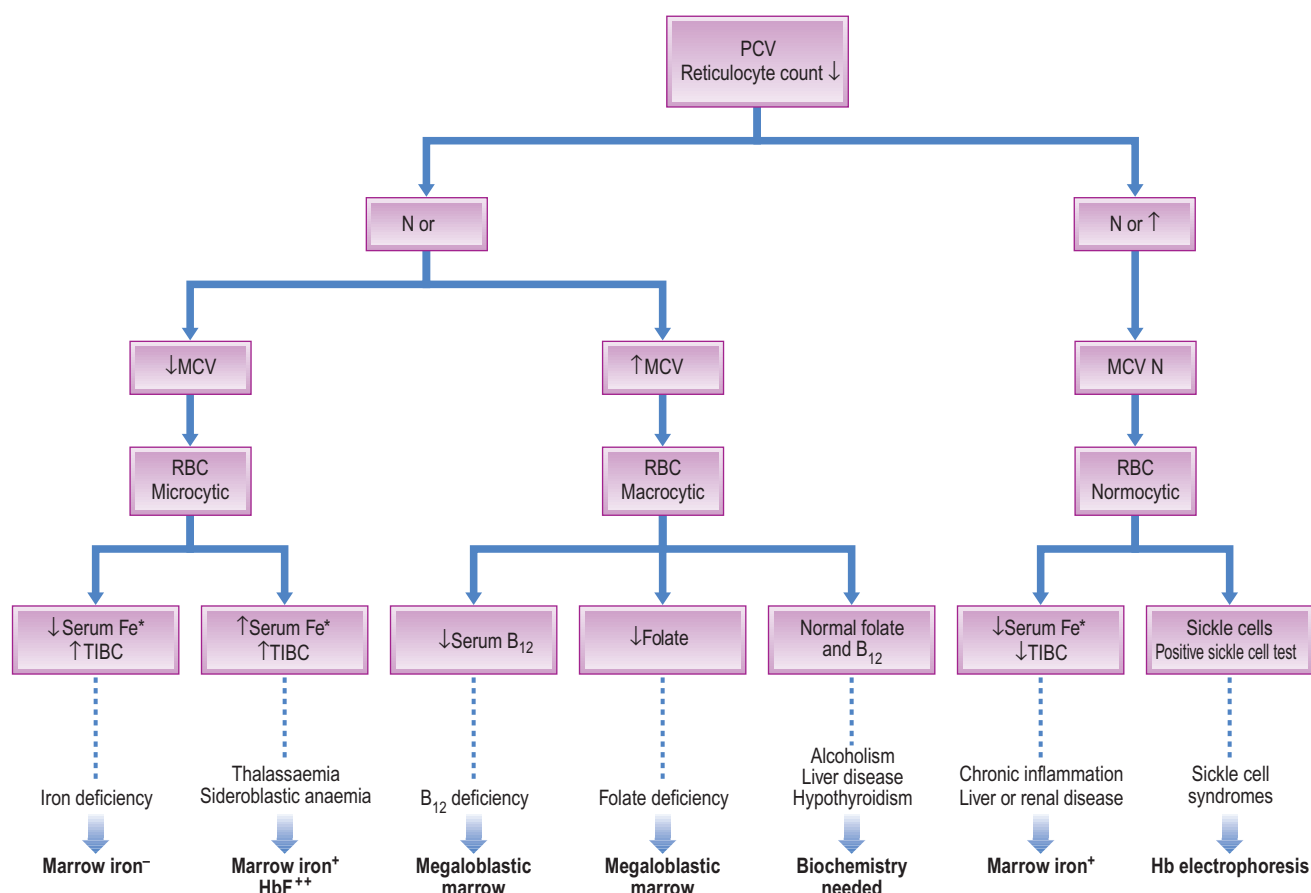 PCV
Reticulocyte count ↓
N or
N or ↑
↓MCV
↑MCV
MCV N
RBC
Microcytic
RBC
Macrocytic
RBC
Normocytic
↓Serum Fe*
↑TIBC
↑Serum Fe*
↑TIBC
↓Serum B12
↓Folate
Normal folate
and B12
↓Serum Fe*
↓TIBC
Sickle cells
Positive sickle cell test
Iron deficiency
Thalassaemia
Sideroblastic anaemia
B12 deficiency
Folate deficiency
Alcoholism
Liver disease
Hypothyroidism
Chronic inflammation
Liver or renal disease
Sickle cell
syndromes
Marrow iron–
Marrow iron+
HbF++
Megaloblastic
marrow
Megaloblastic
marrow
Biochemistry
needed
Marrow iron+
Hb electrophoresis